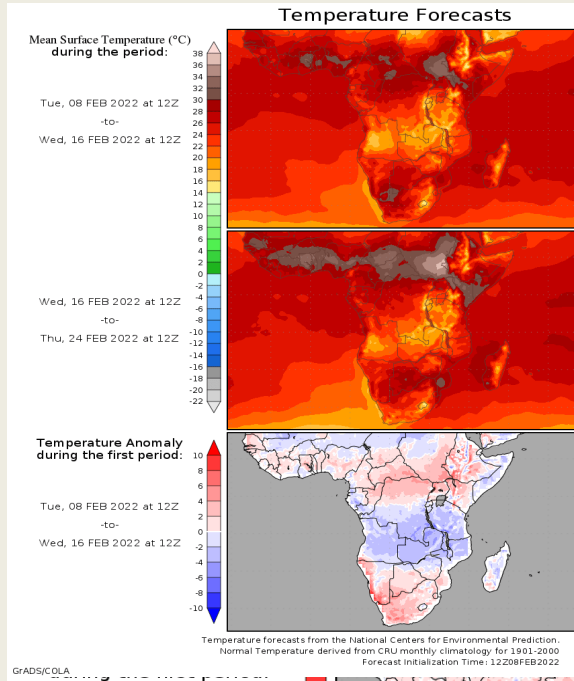 Temperature Forecasts
Mean Surface Temperature (°C)
during the period:
Tue, 08 FEB 2022 at 12Z
-to-
Wed, 16 FEB 2022 at 12Z
38
36
34
32
30
28
26
24
22
20
18
16
14
12
10
8
6
4
2
0
-2
-4
-6
-8
-10
-12
-14
-16
-18
-20
-22
Wed, 16 FEB 2022 at 12Z
-to-
Thu, 24 FEB 2022 at 12Z
Temperature Anomaly
during the first period:
Tue, 08 FEB 2022 at 12Z
-to-
Wed, 16 FEB 2022 at 12Z
10
8
6
4
2
0
-2
-4
-6
-8
-10
Temperature forecasts from the National Centers for Environmental Prediction.
Normal Temperature derived from CRU monthly climatology for 1901-2000
Forecast Initialization Time: 12Z08FEB2022
GrADS/COLA
during the first period: